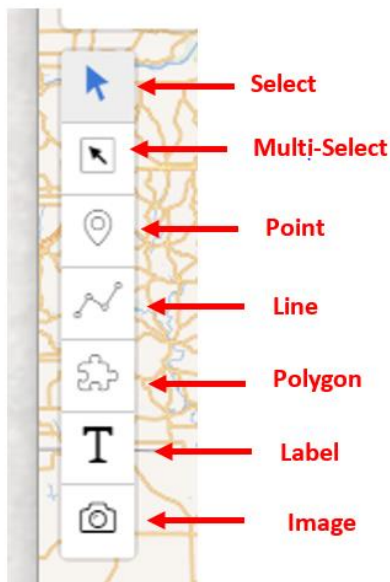 Select
Multi-Select
Point
Line
Polygon
T
Label
Image